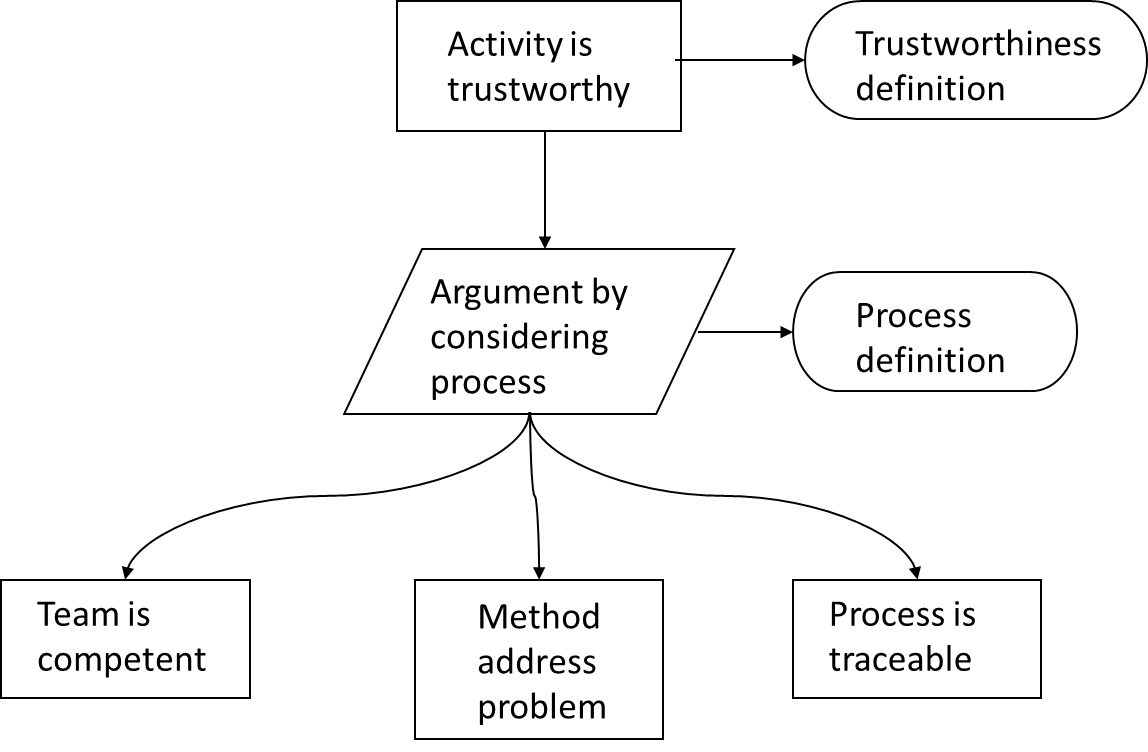 Activity is
trustworthy
Trustworthiness
definition
Argument by
considering
process
Process
definition
Team is
competent
Method
address
problem
Process is
traceable